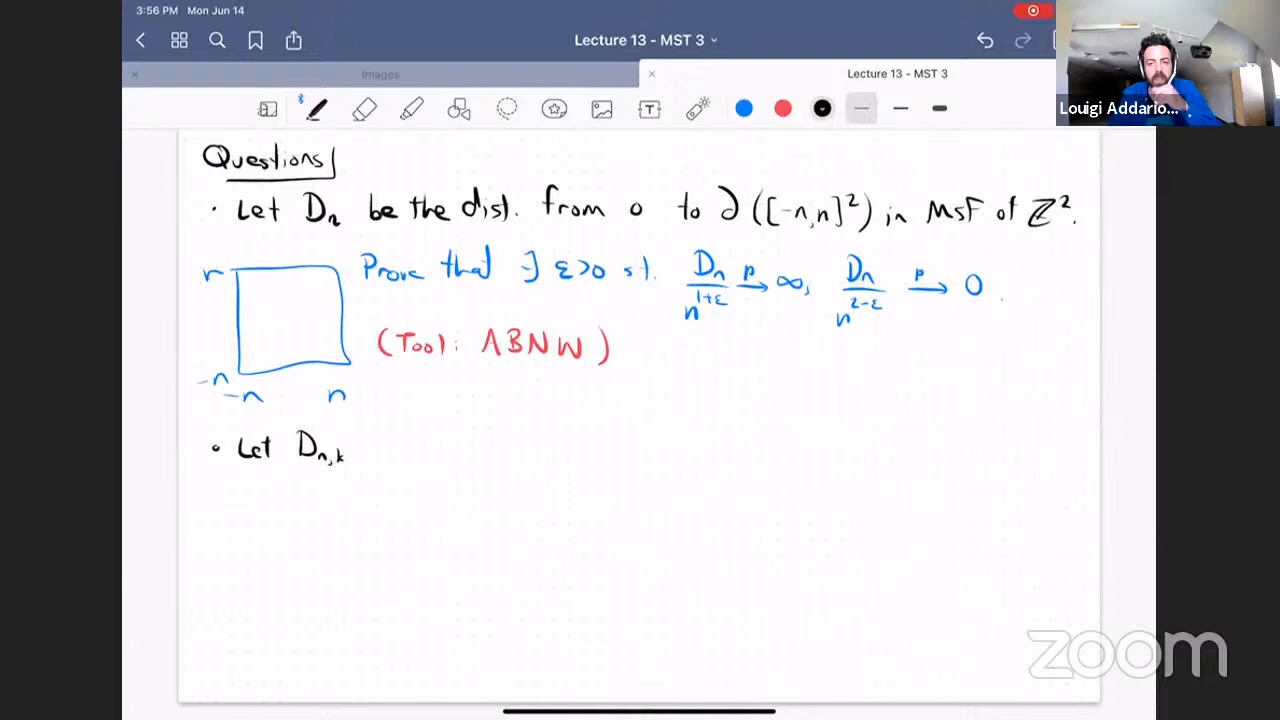 3:56 PM Mon Jun 14
Lecture 13 - MST 3
Images
Lecture 13 - MST 3
Louigi Addario...
Questions
· Let Dn be the dist. from 0 to ∂([-n,n]²) in MSF of ℤ².
n
Prove that ∃ ε>0 st. Dn/n^{1+ε} →p ∞, Dn/n^{2-ε} →p 0.
(Tool: ABNW)
-n
-n n
• Let Dn,k
zoom